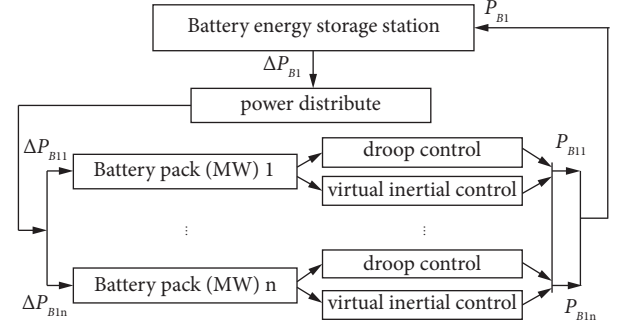 P_B1
Battery energy storage station
ΔP_B1
power distribute
ΔP_B11
droop control
P_B11
Battery pack (MW) 1
virtual inertial control
⋮ ⋮
droop control
Battery pack (MW) n
ΔP_B1n
virtual inertial control
P_B1n